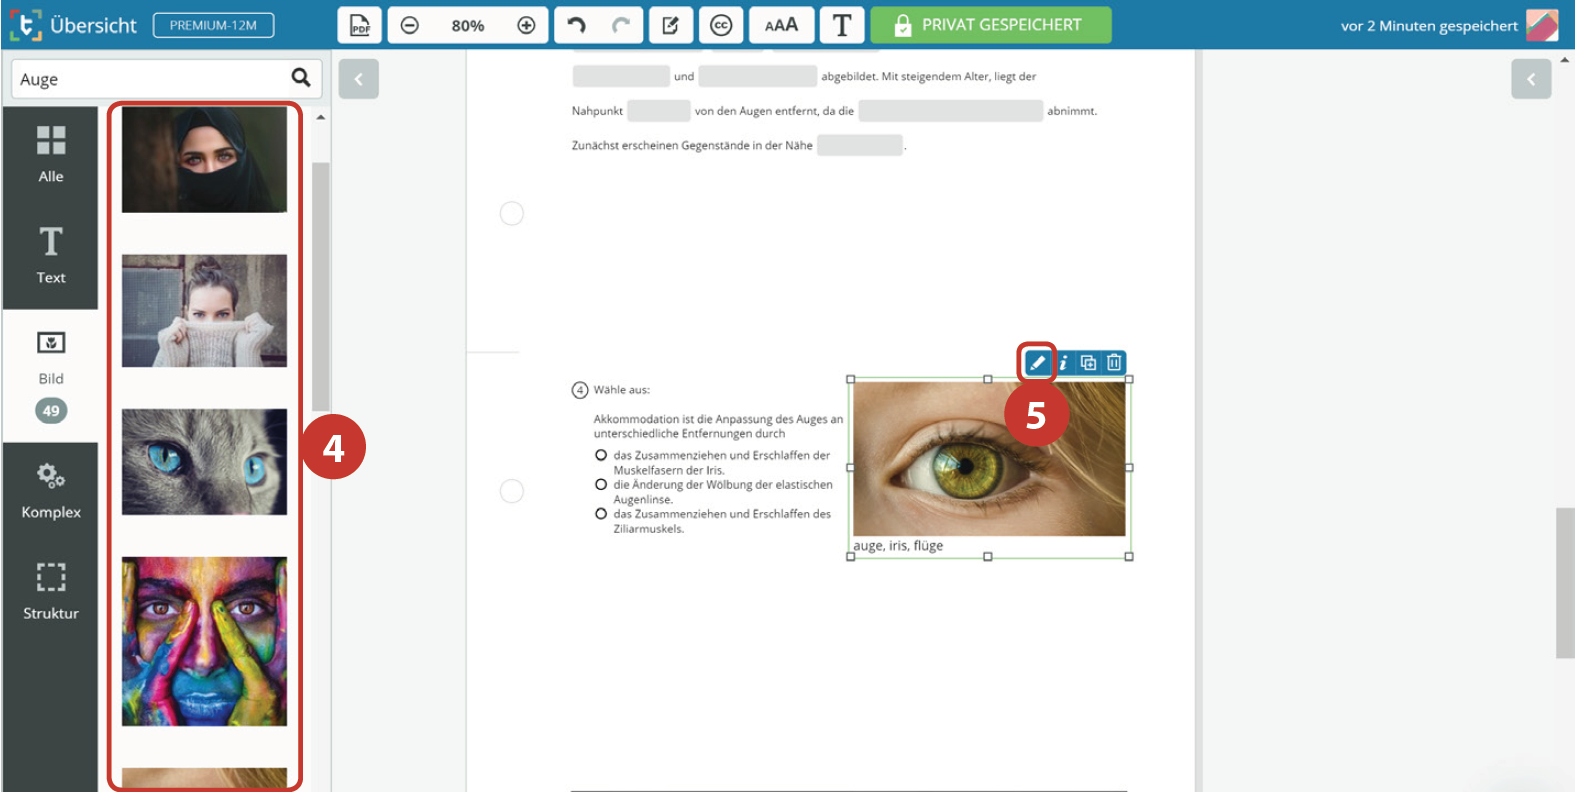 Übersicht
PREMIUM-12M
PDF
80%
CC
AAA
T
PRIVAT GESPEICHERT
vor 2 Minuten gespeichert
Auge
Alle
T
Text
Bild
49
Komplex
Struktur
4
und abgebildet. Mit steigendem Alter, liegt der
Nahpunkt von den Augen entfernt, da die abnimmt.
Zunächst erscheinen Gegenstände in der Nähe .
i
5
4 Wähle aus:
Akkommodation ist die Anpassung des Auges an
unterschiedliche Entfernungen durch
das Zusammenziehen und Erschlaffen der
Muskelfasern der Iris.
die Änderung der Wölbung der elastischen
Augenlinse.
das Zusammenziehen und Erschlaffen des
Ziliarmuskels.
auge, iris, flüge